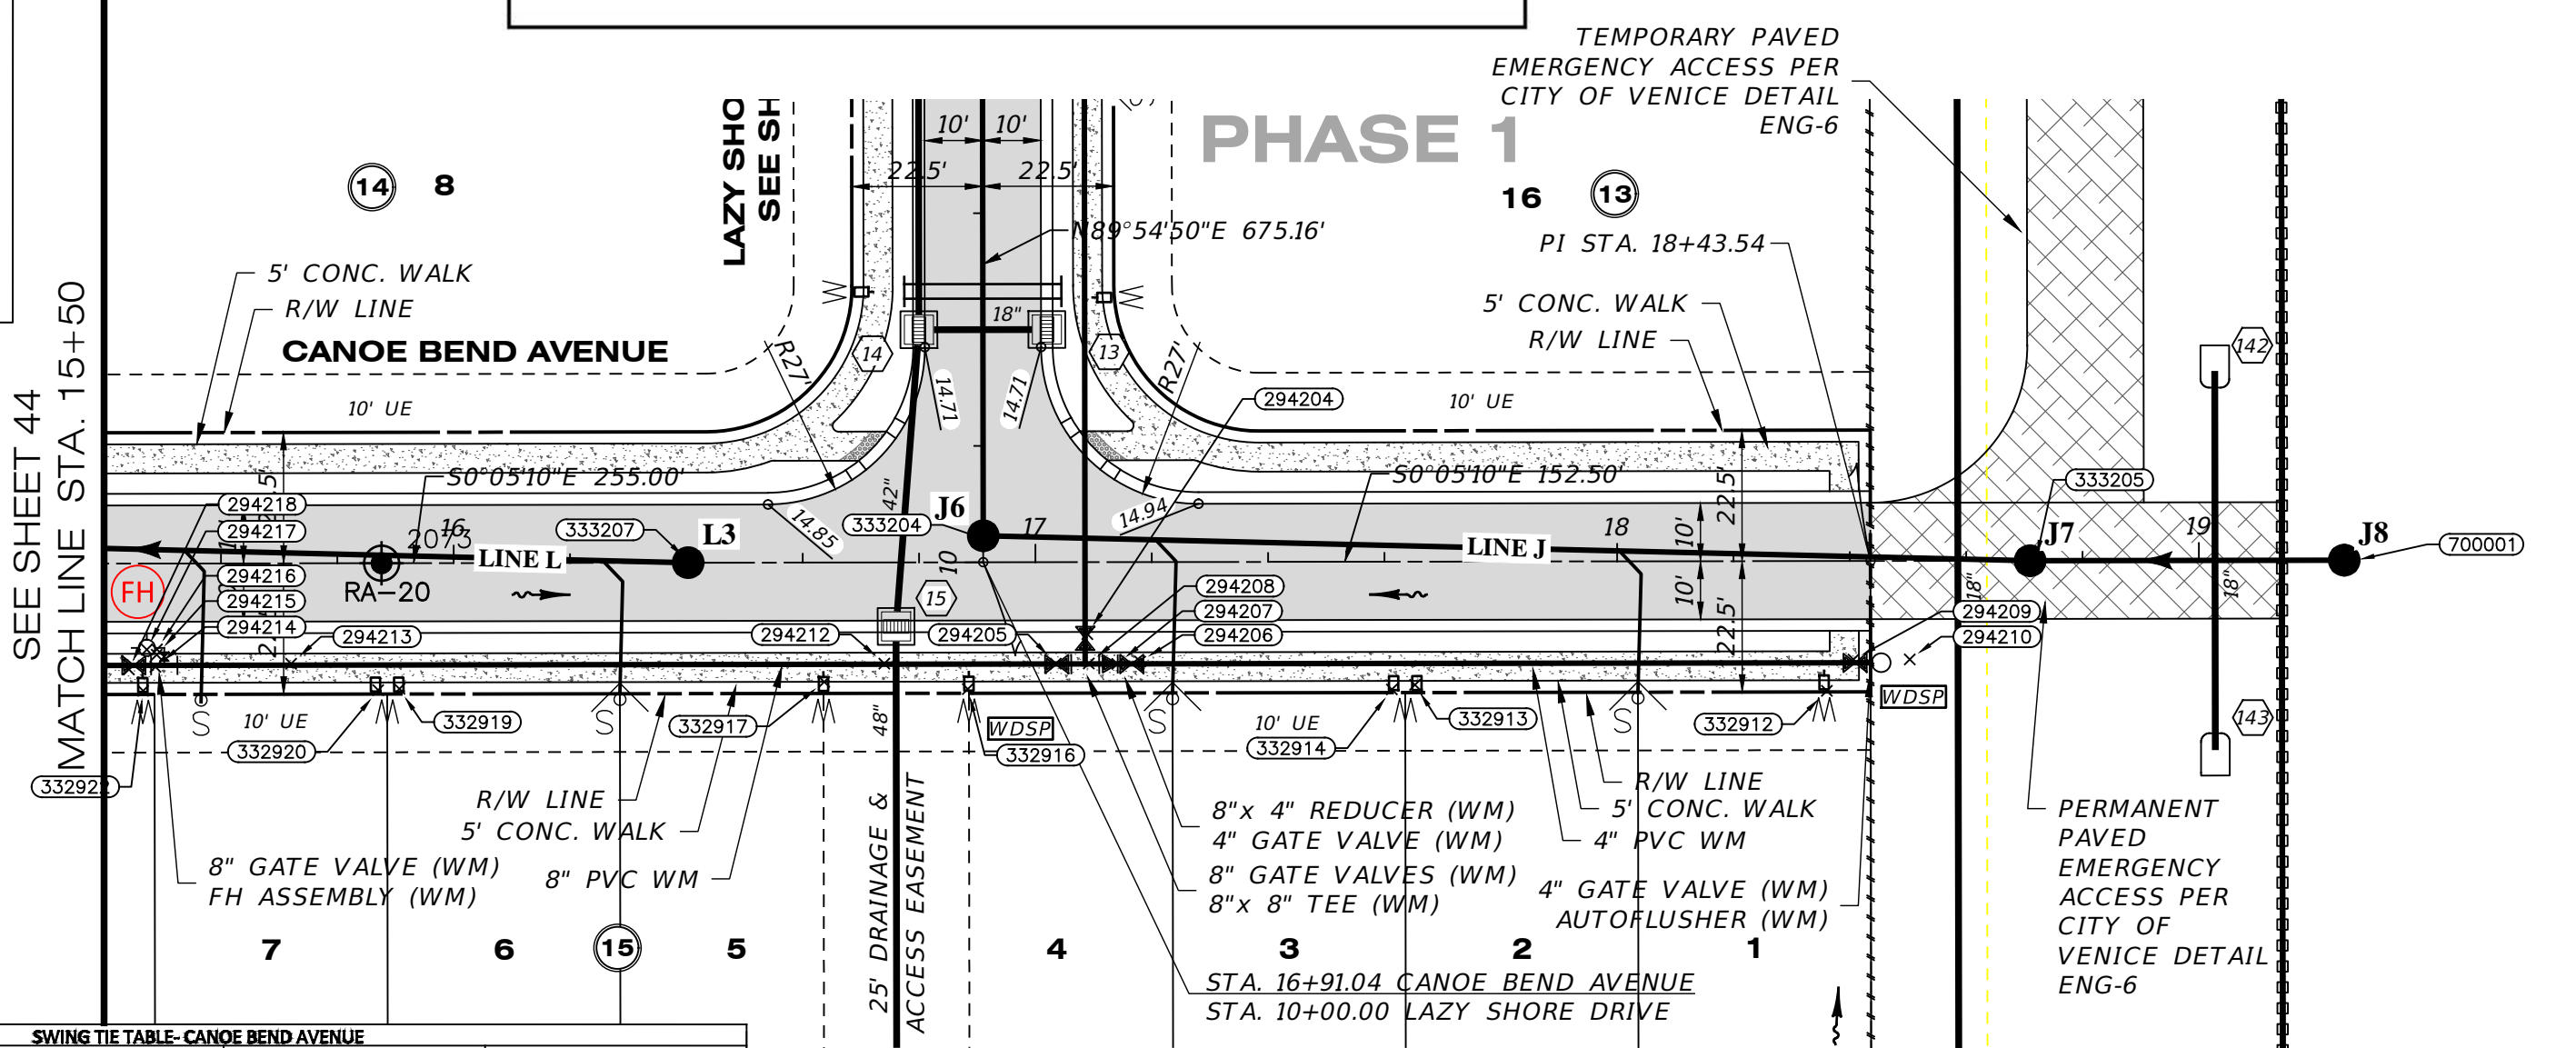 TEMPORARY PAVED
EMERGENCY ACCESS PER
CITY OF VENICE DETAIL
ENG-6
PHASE 1
LAZY SHO
SEE SH
10' 10'
22.5' 22.5'
14 8
16 13
N89°54'50"E 675.16'
PI STA. 18+43.54
5' CONC. WALK
R/W LINE
5' CONC. WALK
R/W LINE
18"
CANOE BEND AVENUE
SEE SHEET 44
MATCH LINE STA. 15+50
R27'
14
13
R27'
142
14.71
14.71
294204
10' UE
10' UE
S0°05'10"E 255.00'
S0°05'10"E 152.50'
22.5'
333205
294218
294217
16
2073
333207
L3
14.85
42"
333204
J6
17
14.94
18
10'
19
J7
J8
700001
LINE L
LINE J
FH
RA-20
294216
294215
294214
294213
10
15
294212
294205
294208
294207
294206
10'
22.5'
18"
18"
294209
294210
WDSP
143
S
10' UE
332920
332919
S
332917
48"
WDSP
332916
S
10' UE
332914
332913
S
332912
332922
R/W LINE
5' CONC. WALK
8" PVC WM
8" GATE VALVE (WM)
FH ASSEMBLY (WM)
25' DRAINAGE &
ACCESS EASEMENT
8"x 4" REDUCER (WM)
4" GATE VALVE (WM)
8" GATE VALVES (WM)
8"x 8" TEE (WM)
R/W LINE
5' CONC. WALK
4" PVC WM
4" GATE VALVE (WM)
AUTOFLUSHER (WM)
PERMANENT
PAVED
EMERGENCY
ACCESS PER
CITY OF
VENICE DETAIL
ENG-6
7 6 15 5 4 3 2 1
STA. 16+91.04 CANOE BEND AVENUE
STA. 10+00.00 LAZY SHORE DRIVE
SWING TIE TABLE- CANOE BEND AVENUE